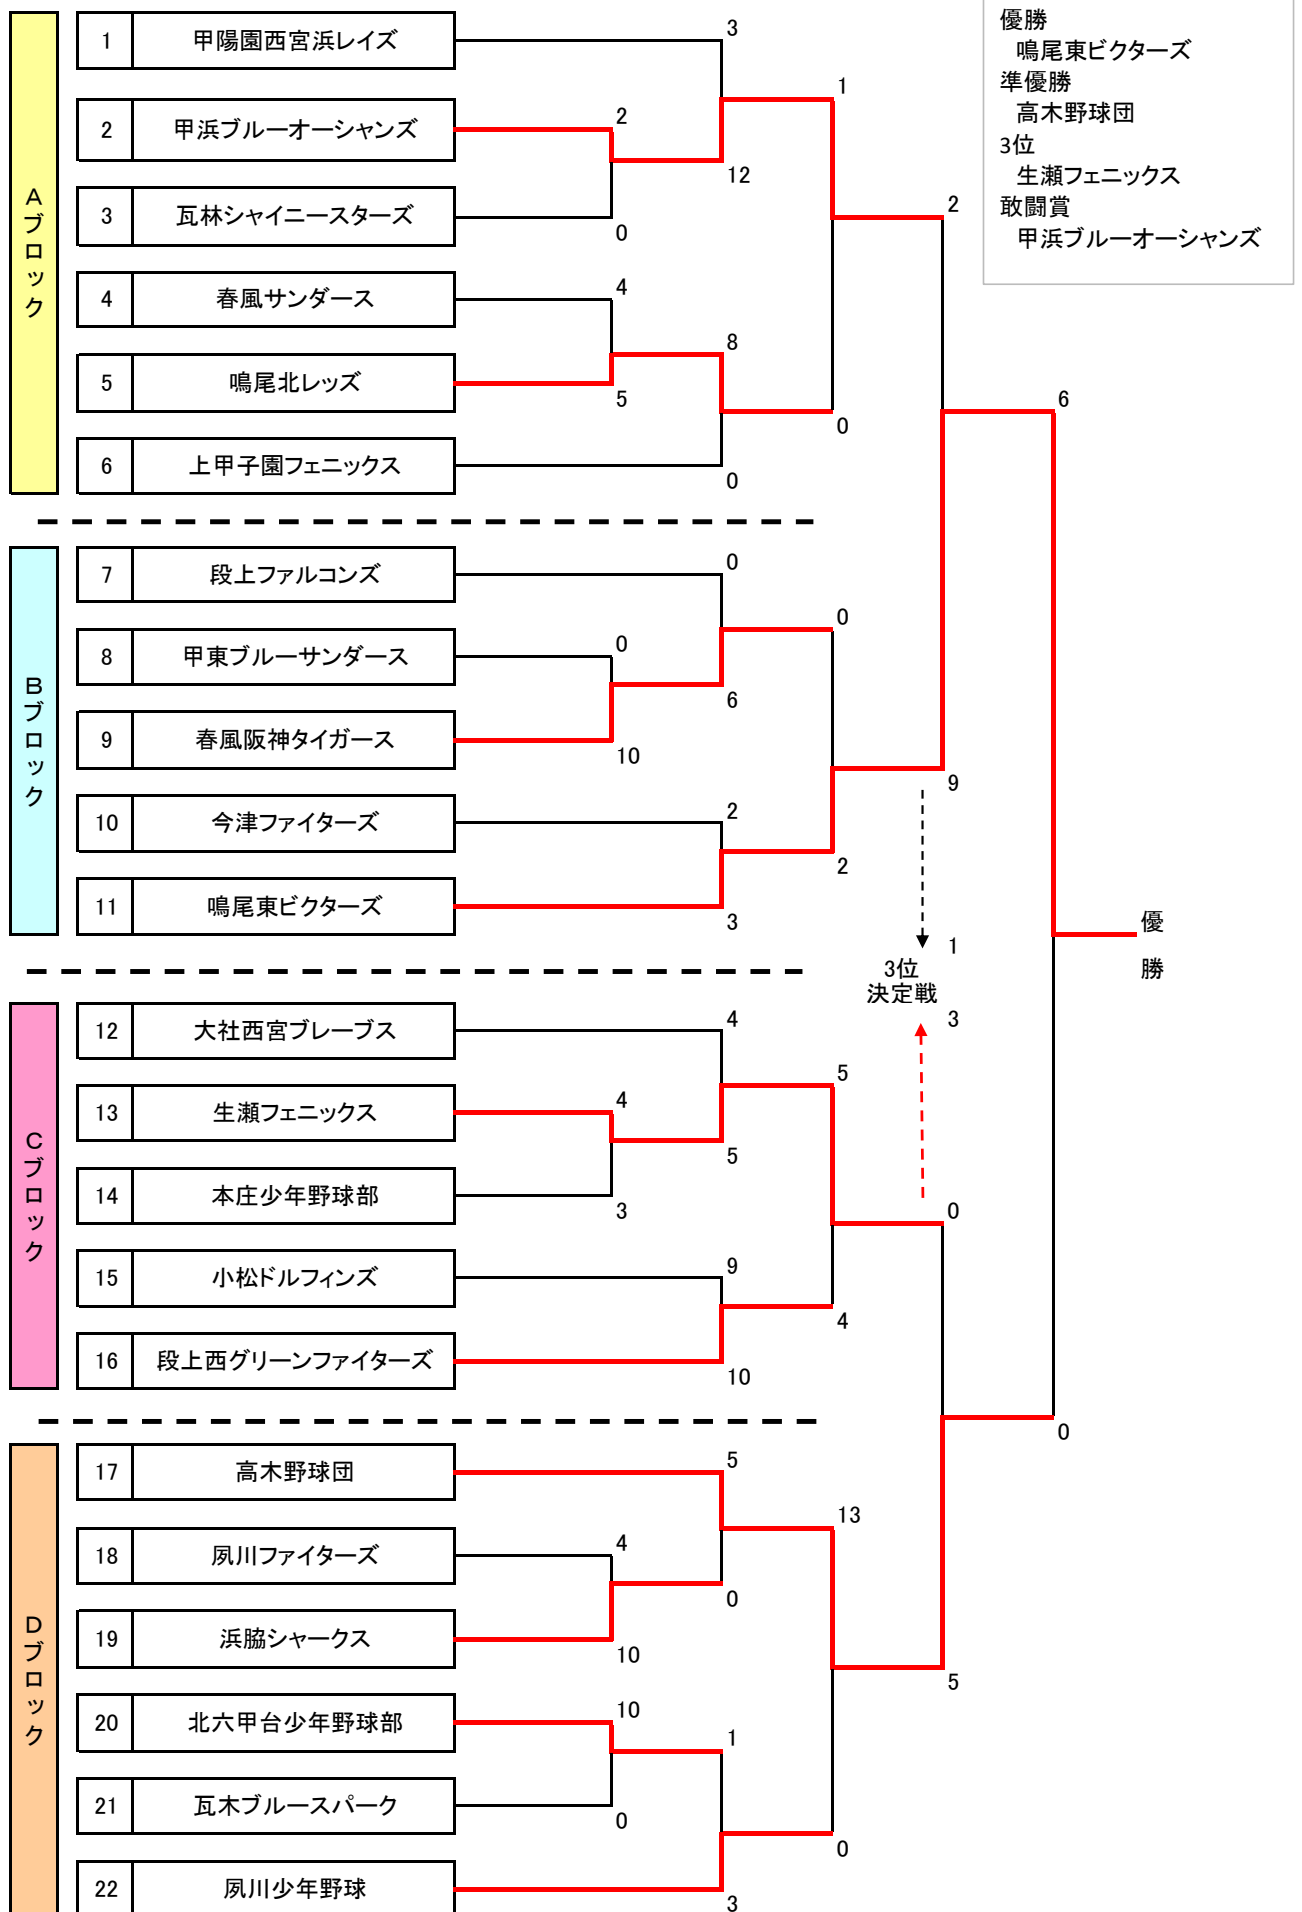 優勝
鳴尾東ビクターズ
準優勝
高木野球団
3位
生瀬フェニックス
敢闘賞
甲浜ブルーオーシャンズ
Aブロック
1 甲陽園西宮浜レイズ
3
1
2 甲浜ブルーオーシャンズ
2
12
3 瓦林シャイニースターズ
0
2
4 春風サンダース
4
8
5 鳴尾北レッズ
5
0
6
6 上甲子園フェニックス
0
Bブロック
7 段上ファルコンズ
0
0
8 甲東ブルーサンダース
0
6
9 春風阪神タイガース
10
9
10 今津ファイターズ
2
2
11 鳴尾東ビクターズ
3
優勝
1
3位
決定戦
3
Cブロック
12 大社西宮ブレーブス
4
5
13 生瀬フェニックス
4
5
14 本庄少年野球部
3
0
15 小松ドルフィンズ
9
4
16 段上西グリーンファイターズ
10
0
Dブロック
17 高木野球団
5
13
18 夙川ファイターズ
4
0
19 浜脇シャークス
10
5
20 北六甲台少年野球部
10
1
21 瓦木ブルースパーク
0
0
22 夙川少年野球
3